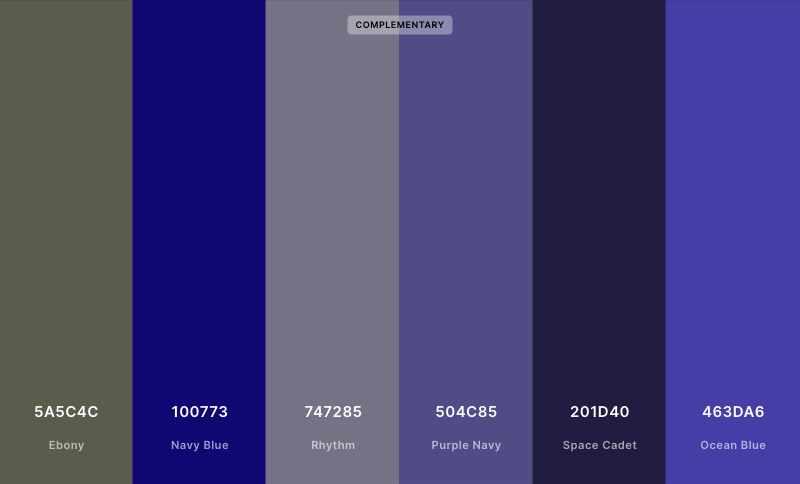 COMPLEMENTARY
5A5C4C
Ebony
100773
Navy Blue
747285
Rhythm
504C85
Purple Navy
201D40
Space Cadet
463DA6
Ocean Blue